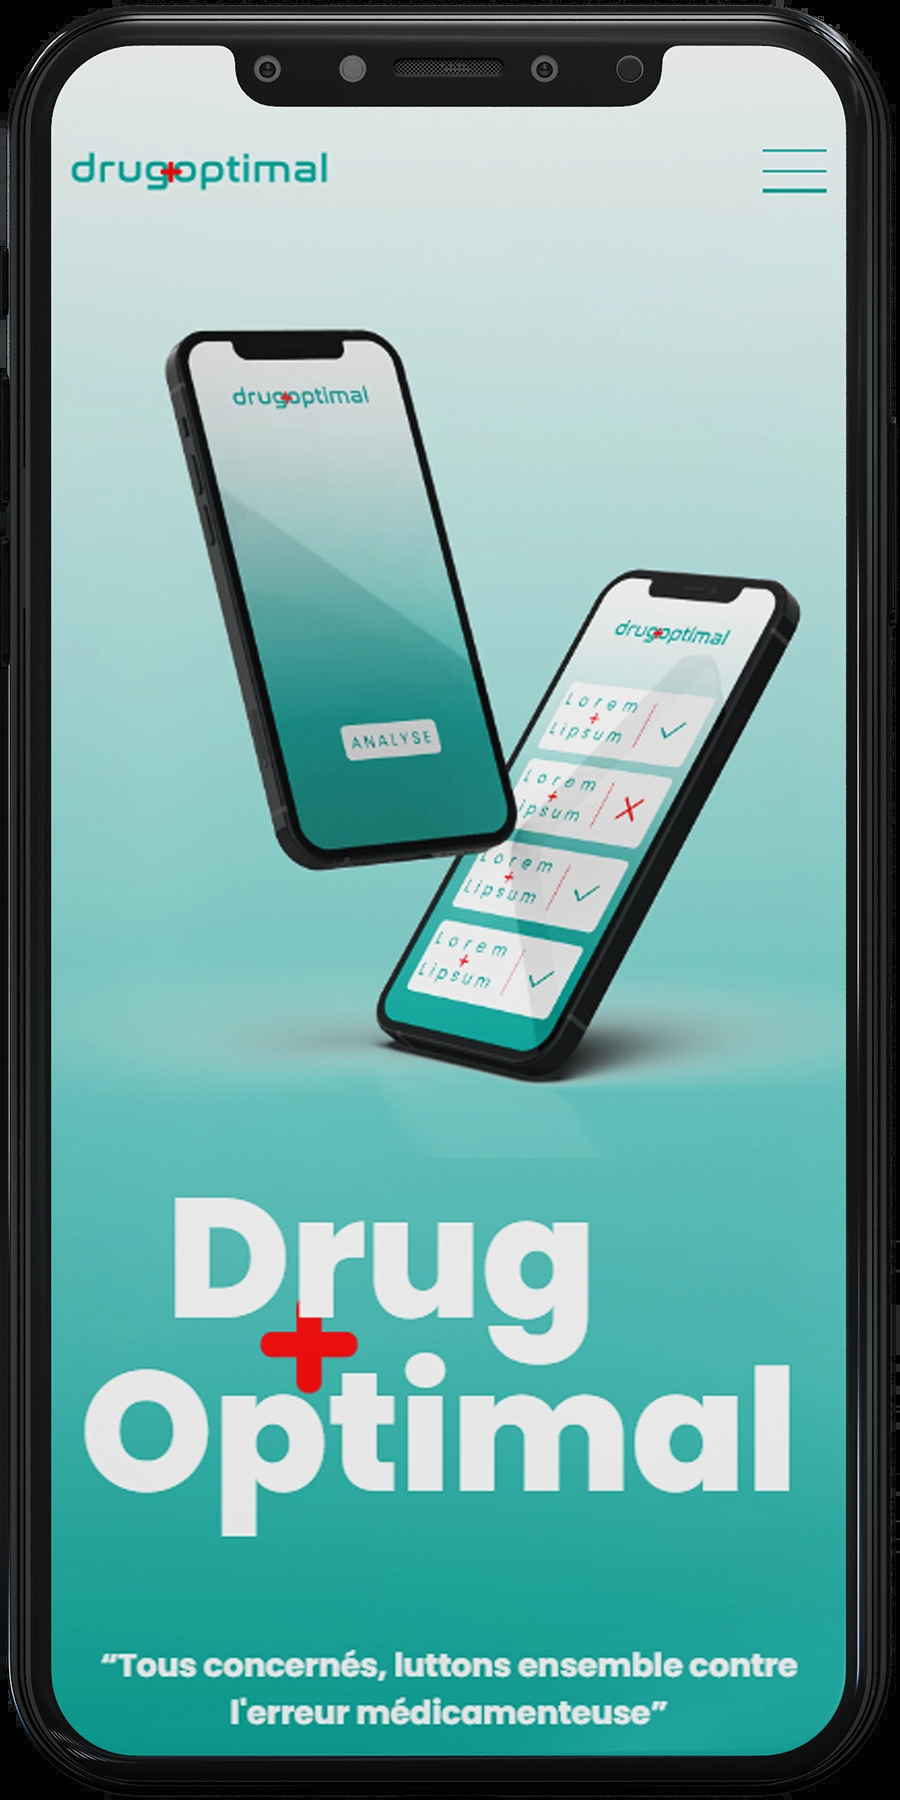 drugoptimal
drugoptimal
ANALYSE
drugoptimal
Lorem
+
Lipsum
Lorem
+
ipsum
Lorem
+
Lipsum
Lorem
+
Lipsum
Drug
+
Optimal
“Tous concernés, luttons ensemble contre
l'erreur médicamenteuse”